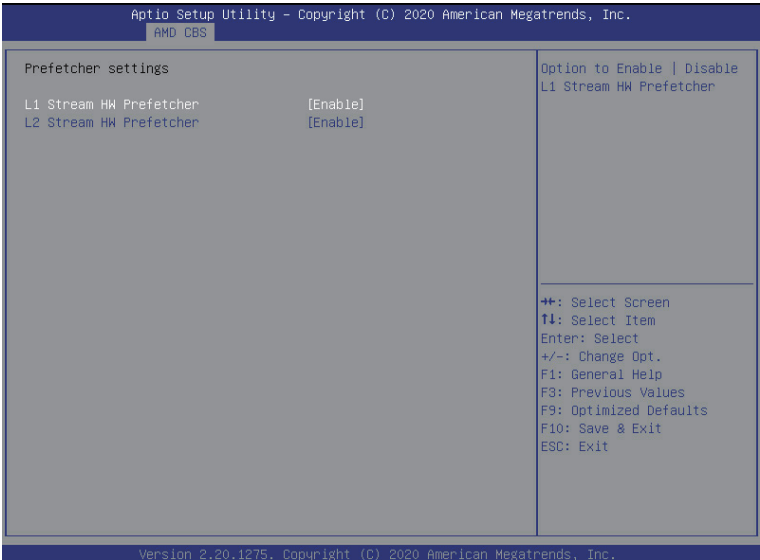 Aptio Setup Utility – Copyright (C) 2020 American Megatrends, Inc.
AMD CBS
Prefetcher settings
L1 Stream HW Prefetcher [Enable]
L2 Stream HW Prefetcher [Enable]
Option to Enable | Disable
L1 Stream HW Prefetcher
→←: Select Screen
↑↓: Select Item
Enter: Select
+/-: Change Opt.
F1: General Help
F3: Previous Values
F9: Optimized Defaults
F10: Save & Exit
ESC: Exit
Version 2.20.1275. Copyright (C) 2020 American Megatrends, Inc.